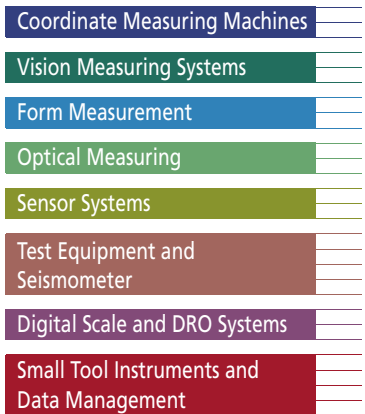 Coordinate Measuring Machines
Vision Measuring Systems
Form Measurement
Optical Measuring
Sensor Systems
Test Equipment and
Seismometer
Digital Scale and DRO Systems
Small Tool Instruments and
Data Management